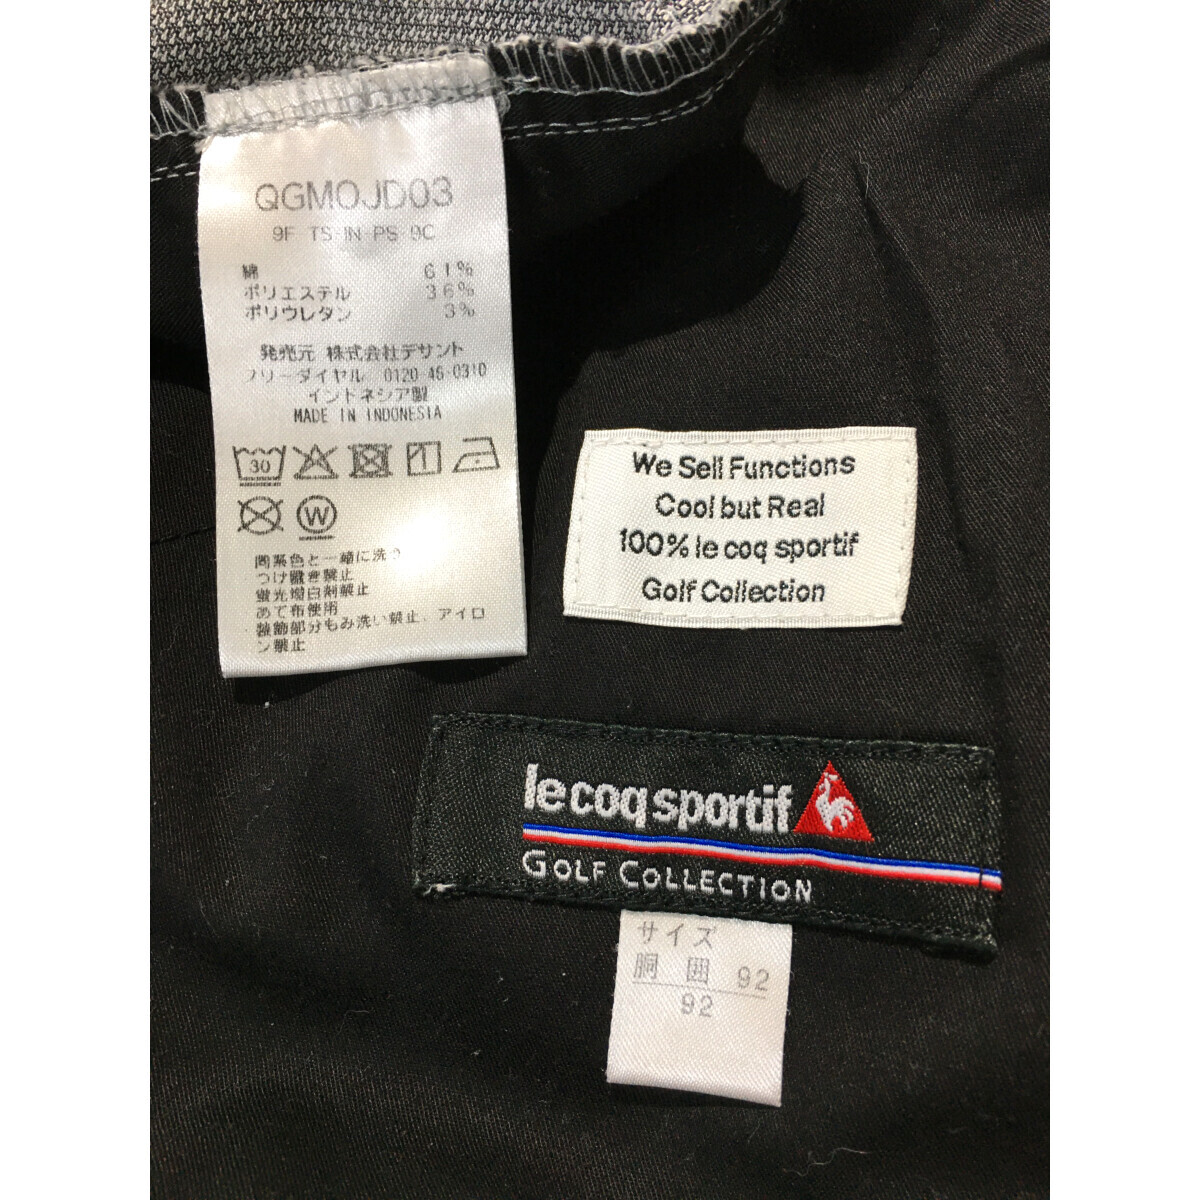 QGMOJD03
9F TS IN PS 9C
綿 61%
ポリエステル 36%
ポリウレタン 3%
発売元 株式会社デサント
フリーダイヤル 0120-46-0310
インドネシア製
MADE IN INDONESIA
30
W
同系色と一緒に洗う
つけ置き禁止
蛍光増白剤禁止
あて布使用
装飾部分もみ洗い禁止、アイロ
ン禁止
We Sell Functions
Cool but Real
100% le coq sportif
Golf Collection
le coq sportif
GOLF COLLECTION
サイズ
胴囲 92
92